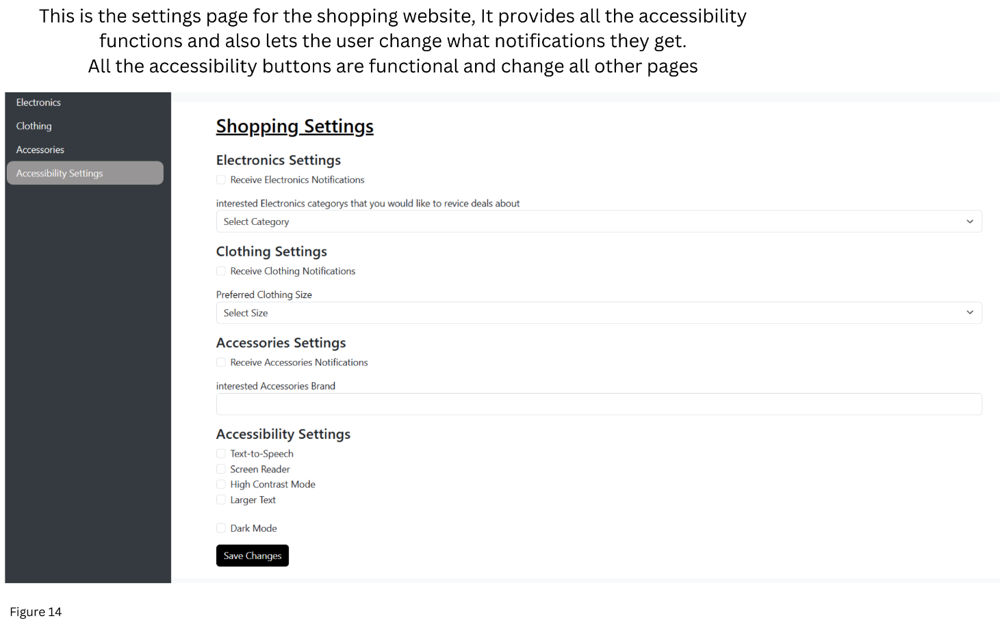 This is the settings page for the shopping website, It provides all the accessibility
functions and also lets the user change what notifications they get.
All the accessibility buttons are functional and change all other pages
Electronics
Clothing
Accessories
Accessibility Settings
Shopping Settings
Electronics Settings
Receive Electronics Notifications
interested Electronics categorys that you would like to revice deals about
Select Category
Clothing Settings
Receive Clothing Notifications
Preferred Clothing Size
Select Size
Accessories Settings
Receive Accessories Notifications
interested Accessories Brand
Accessibility Settings
Text-to-Speech
Screen Reader
High Contrast Mode
Larger Text
Dark Mode
Save Changes
Figure 14